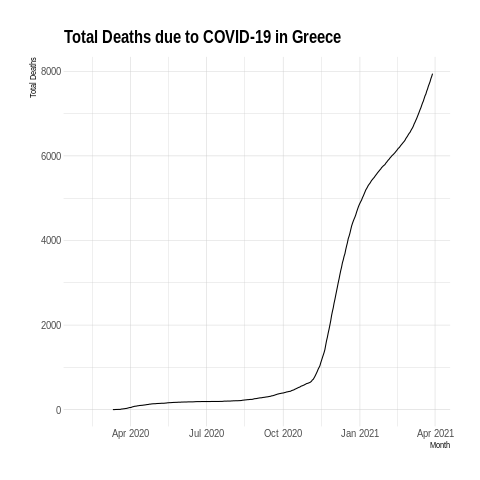 Total Deaths due to COVID-19 in Greece
Total Deaths
8000
6000
4000
2000
0
Apr 2020 Jul 2020 Oct 2020 Jan 2021 Apr 2021
Month